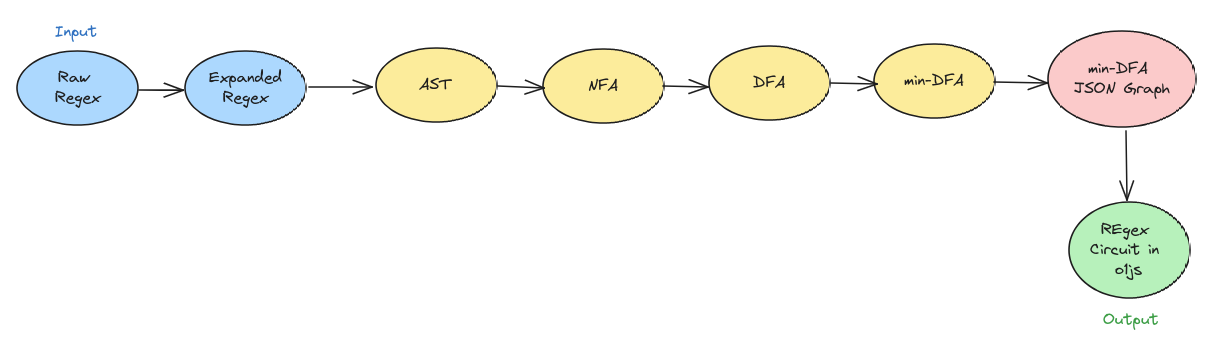 Input
Raw
Regex
Expanded
Regex
AST
NFA
DFA
min-DFA
min-DFA
JSON Graph
REgex
Circuit in
o1js
Output